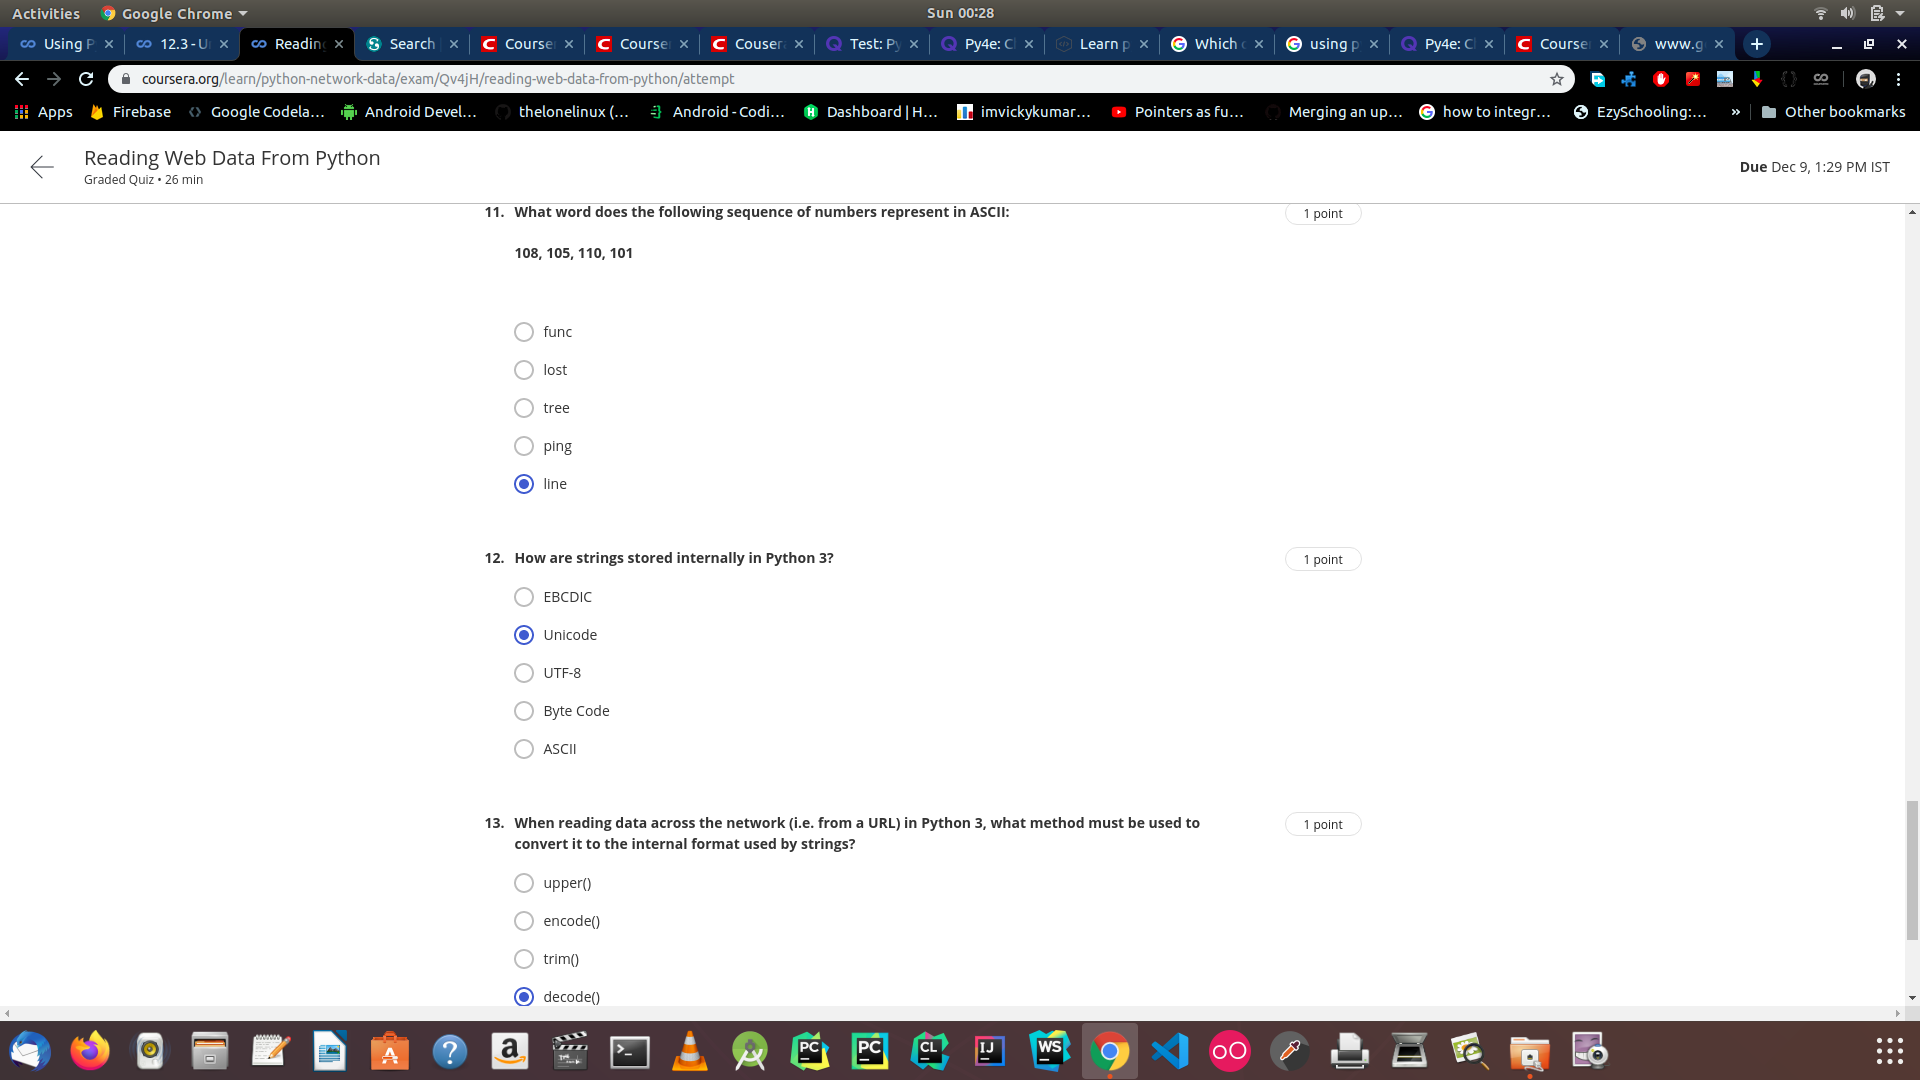 Activities Google Chrome Sun 00:28
Using P 12.3 - U Readin Search Course Course Couser Test: Py Py4e: C Learn p Which using p Py4e: C Course www.g
coursera.org/learn/python-network-data/exam/Qv4jH/reading-web-data-from-python/attempt
Apps Firebase Google Codela... Android Devel... thelonelinux (... Android - Codi... Dashboard | H... imvickykumar... Pointers as fu... Merging an up... how to integr... EzySchooling:... » Other bookmarks
Reading Web Data From Python
Graded Quiz • 26 min
Due Dec 9, 1:29 PM IST
11. What word does the following sequence of numbers represent in ASCII: 1 point
108, 105, 110, 101
func
lost
tree
ping
line
12. How are strings stored internally in Python 3? 1 point
EBCDIC
Unicode
UTF-8
Byte Code
ASCII
13. When reading data across the network (i.e. from a URL) in Python 3, what method must be used to 1 point
convert it to the internal format used by strings?
upper()
encode()
trim()
decode()